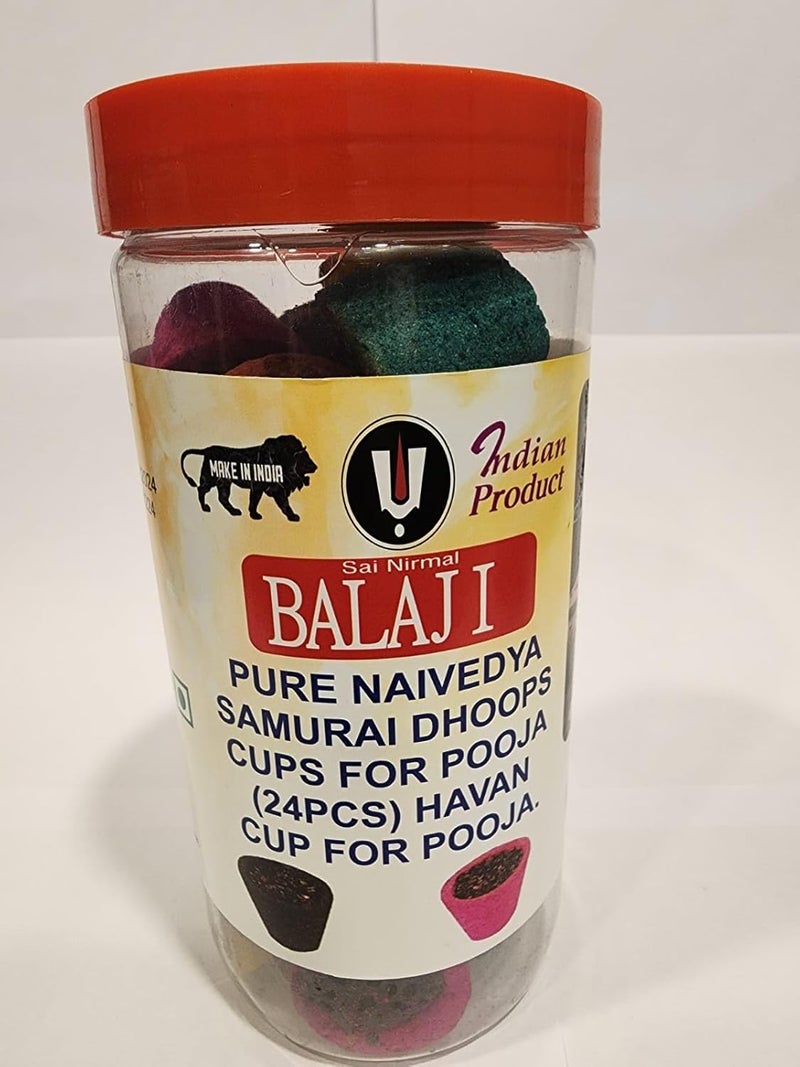 MAKE IN INDIA
Indian
Product
Sai Nirmal
BALAJI
PURE NAIVEDYA
SAMURAI DHOOPS
CUPS FOR POOJA
(24PCS) HAVAN
CUP FOR POOJA.